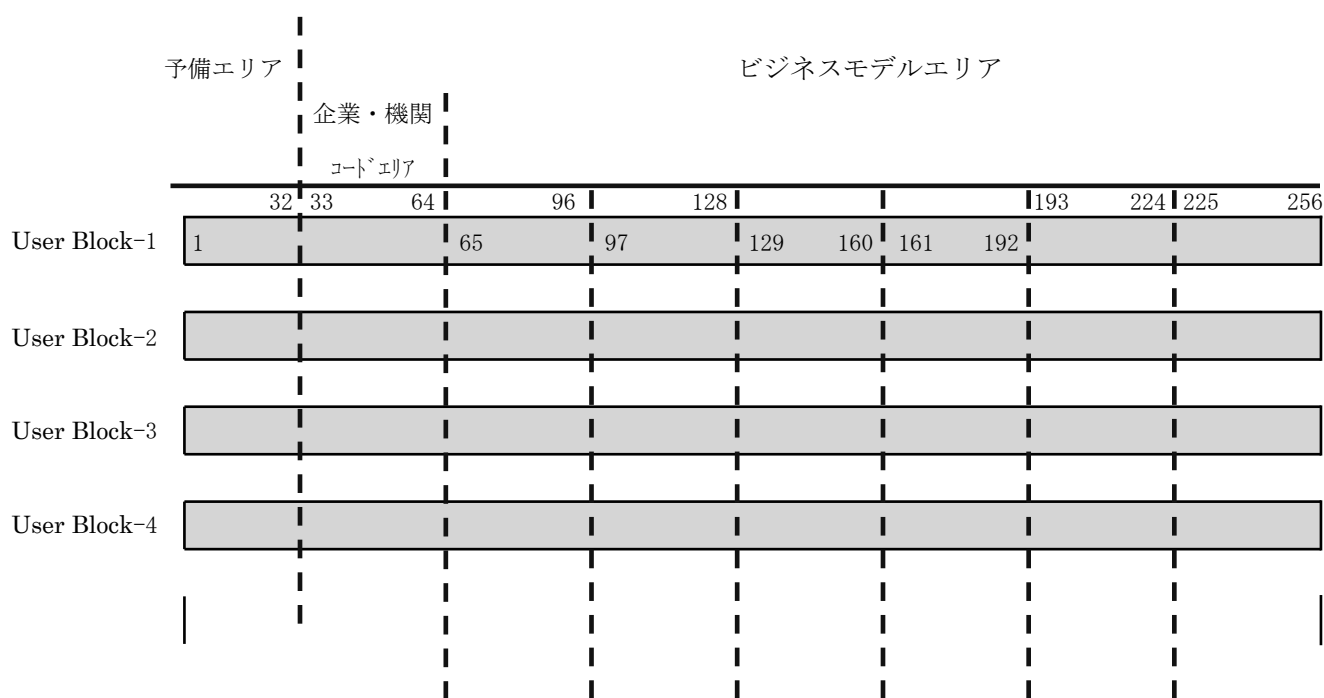 予備エリア
ビジネスモデルエリア
企業・機関
コードエリア
32 33 64 96 128 193 224 225 256
User Block-1 1 65 97 129 160 161 192
User Block-2
User Block-3
User Block-4